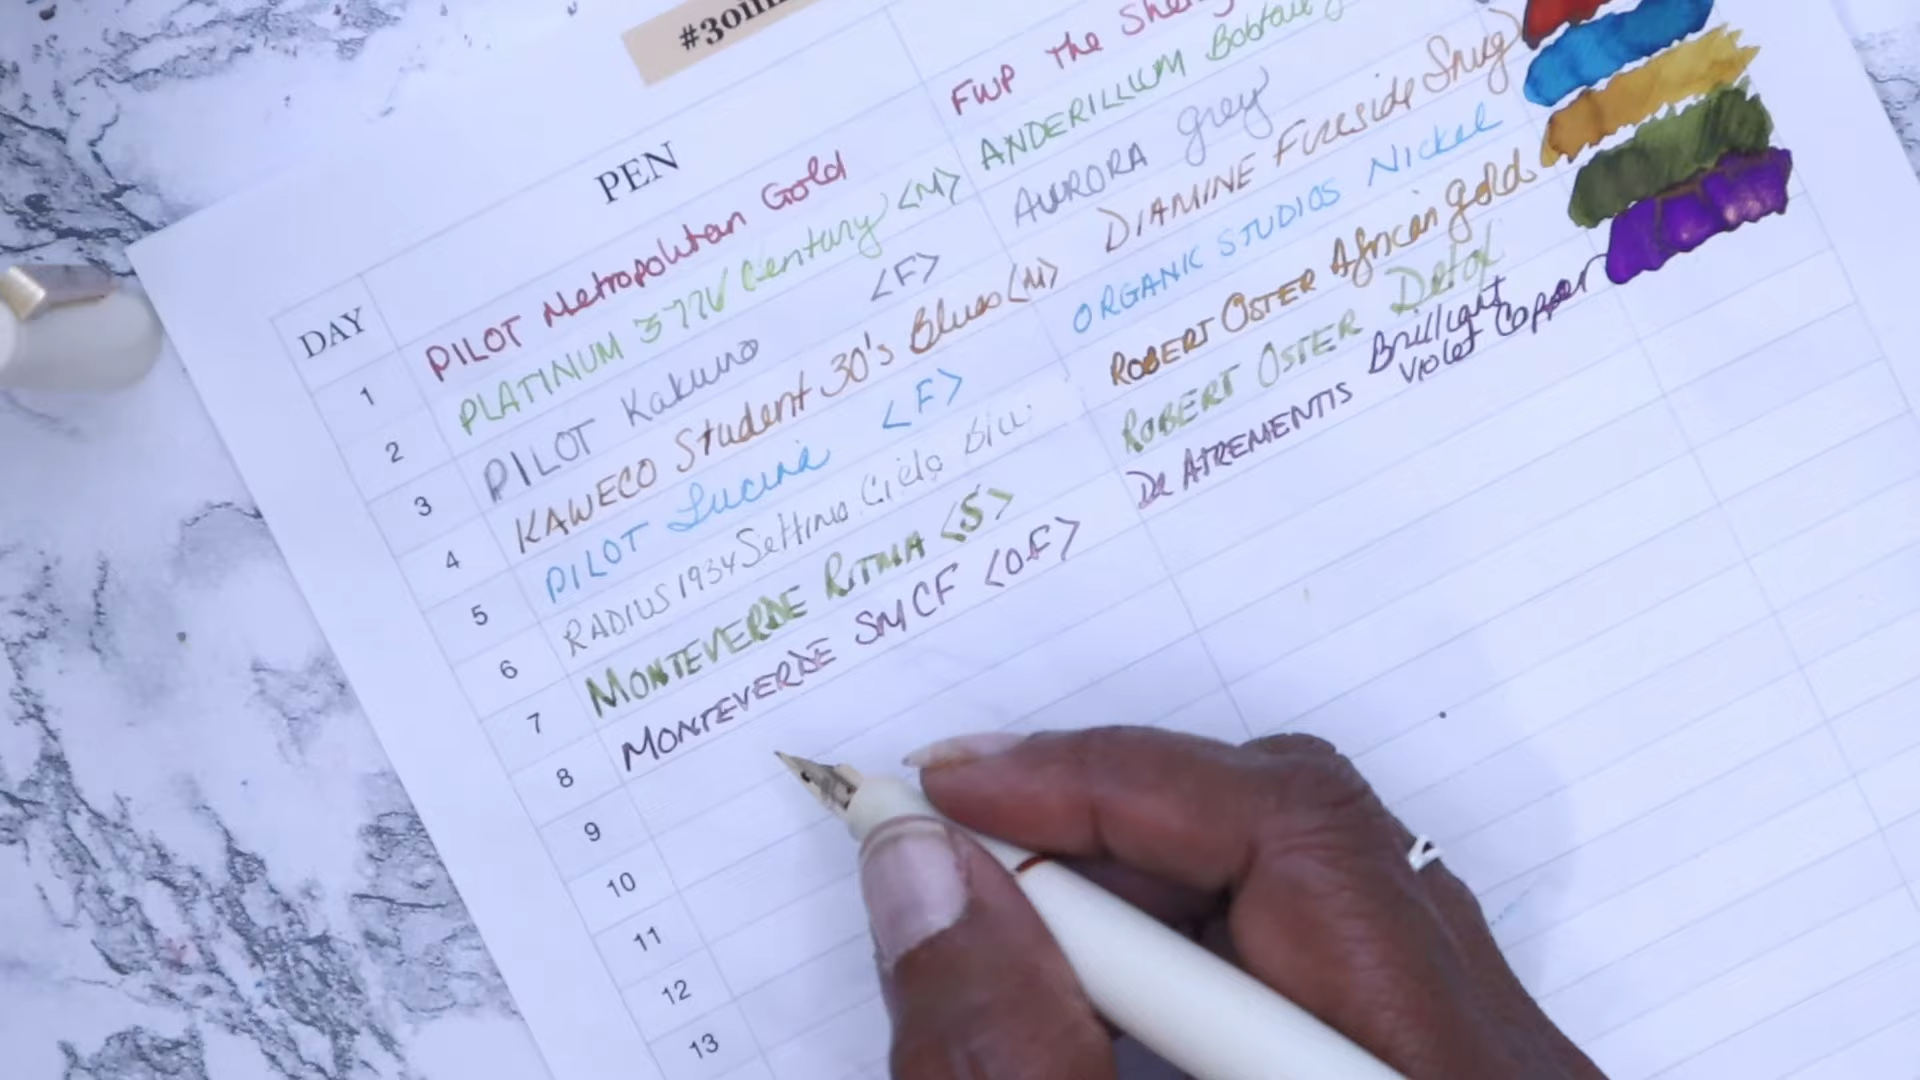 PEN
DAY
1 PILOT Metropolitan Gold FWP The
2 PLATINUM 3776 Century <M> ANDERILLIUM Bobtail
3 PILOT Kakuno <F> AURORA grey
4 KAWECO Student 30's Blues <M> DIAMINE Fireside Snug
5 PILOT Lucina <F> ORGANIC STUDIOS Nickel
6 RADIUS 1934 Settimo Cielo Blu ROBERT OSTER African gold
7 MONTEVERDE RITMA <S> ROBERT OSTER Detox
8 MONTEVERDE SMCF <OF> De ATREMENTIS Brilliant Violet Copper
9
10
11
12
13